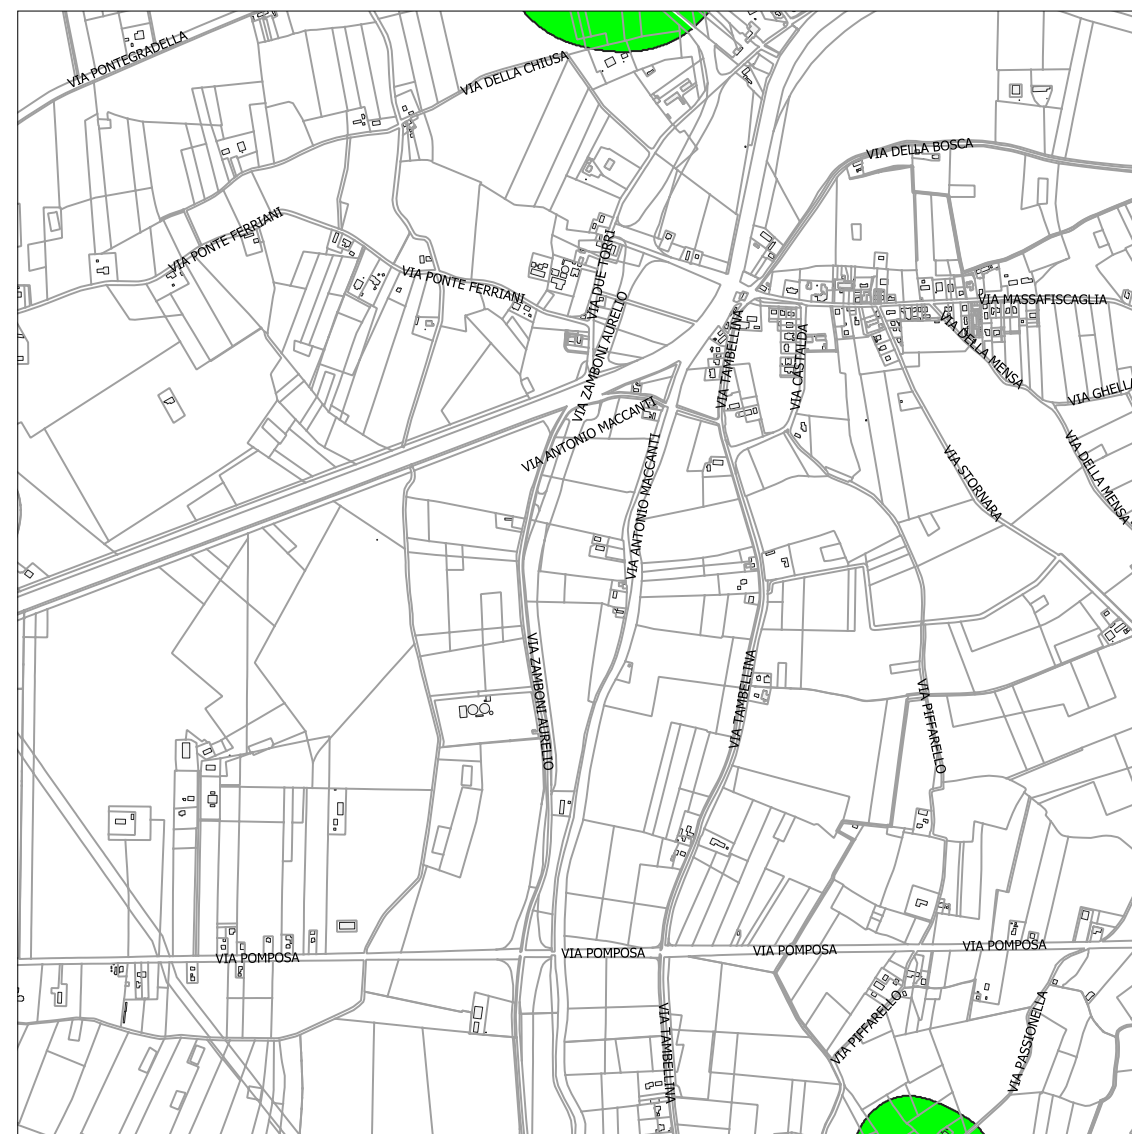 VIA PONTEGRADELLA
VIA DELLA CHIUSA
VIA DELLA BOSCA
VIA PONTE FERRIANI
VIA DUE TORRI
VIA PONTE FERRIANI
VIA MASSAFISCAGLIA
VIA ZAMBONI AURELIO
VIA TAMBELLINA
VIA CASTALDA
VIA DELLA MENSA
VIA GHELLA
VIA ANTONIO MACCANTI
VIA ANTONIO MACCANTI
VIA STORNARA
VIA DELLA MENSA
VIA ZAMBONI AURELIO
VIA TAMBELLINA
VIA PIFFARELLO
VIA POMPOSA
VIA POMPOSA
VIA POMPOSA
VIA POMPOSA
VIA PIFFARELLO
VIA PASSIONELLA
VIA TAMBELLINA